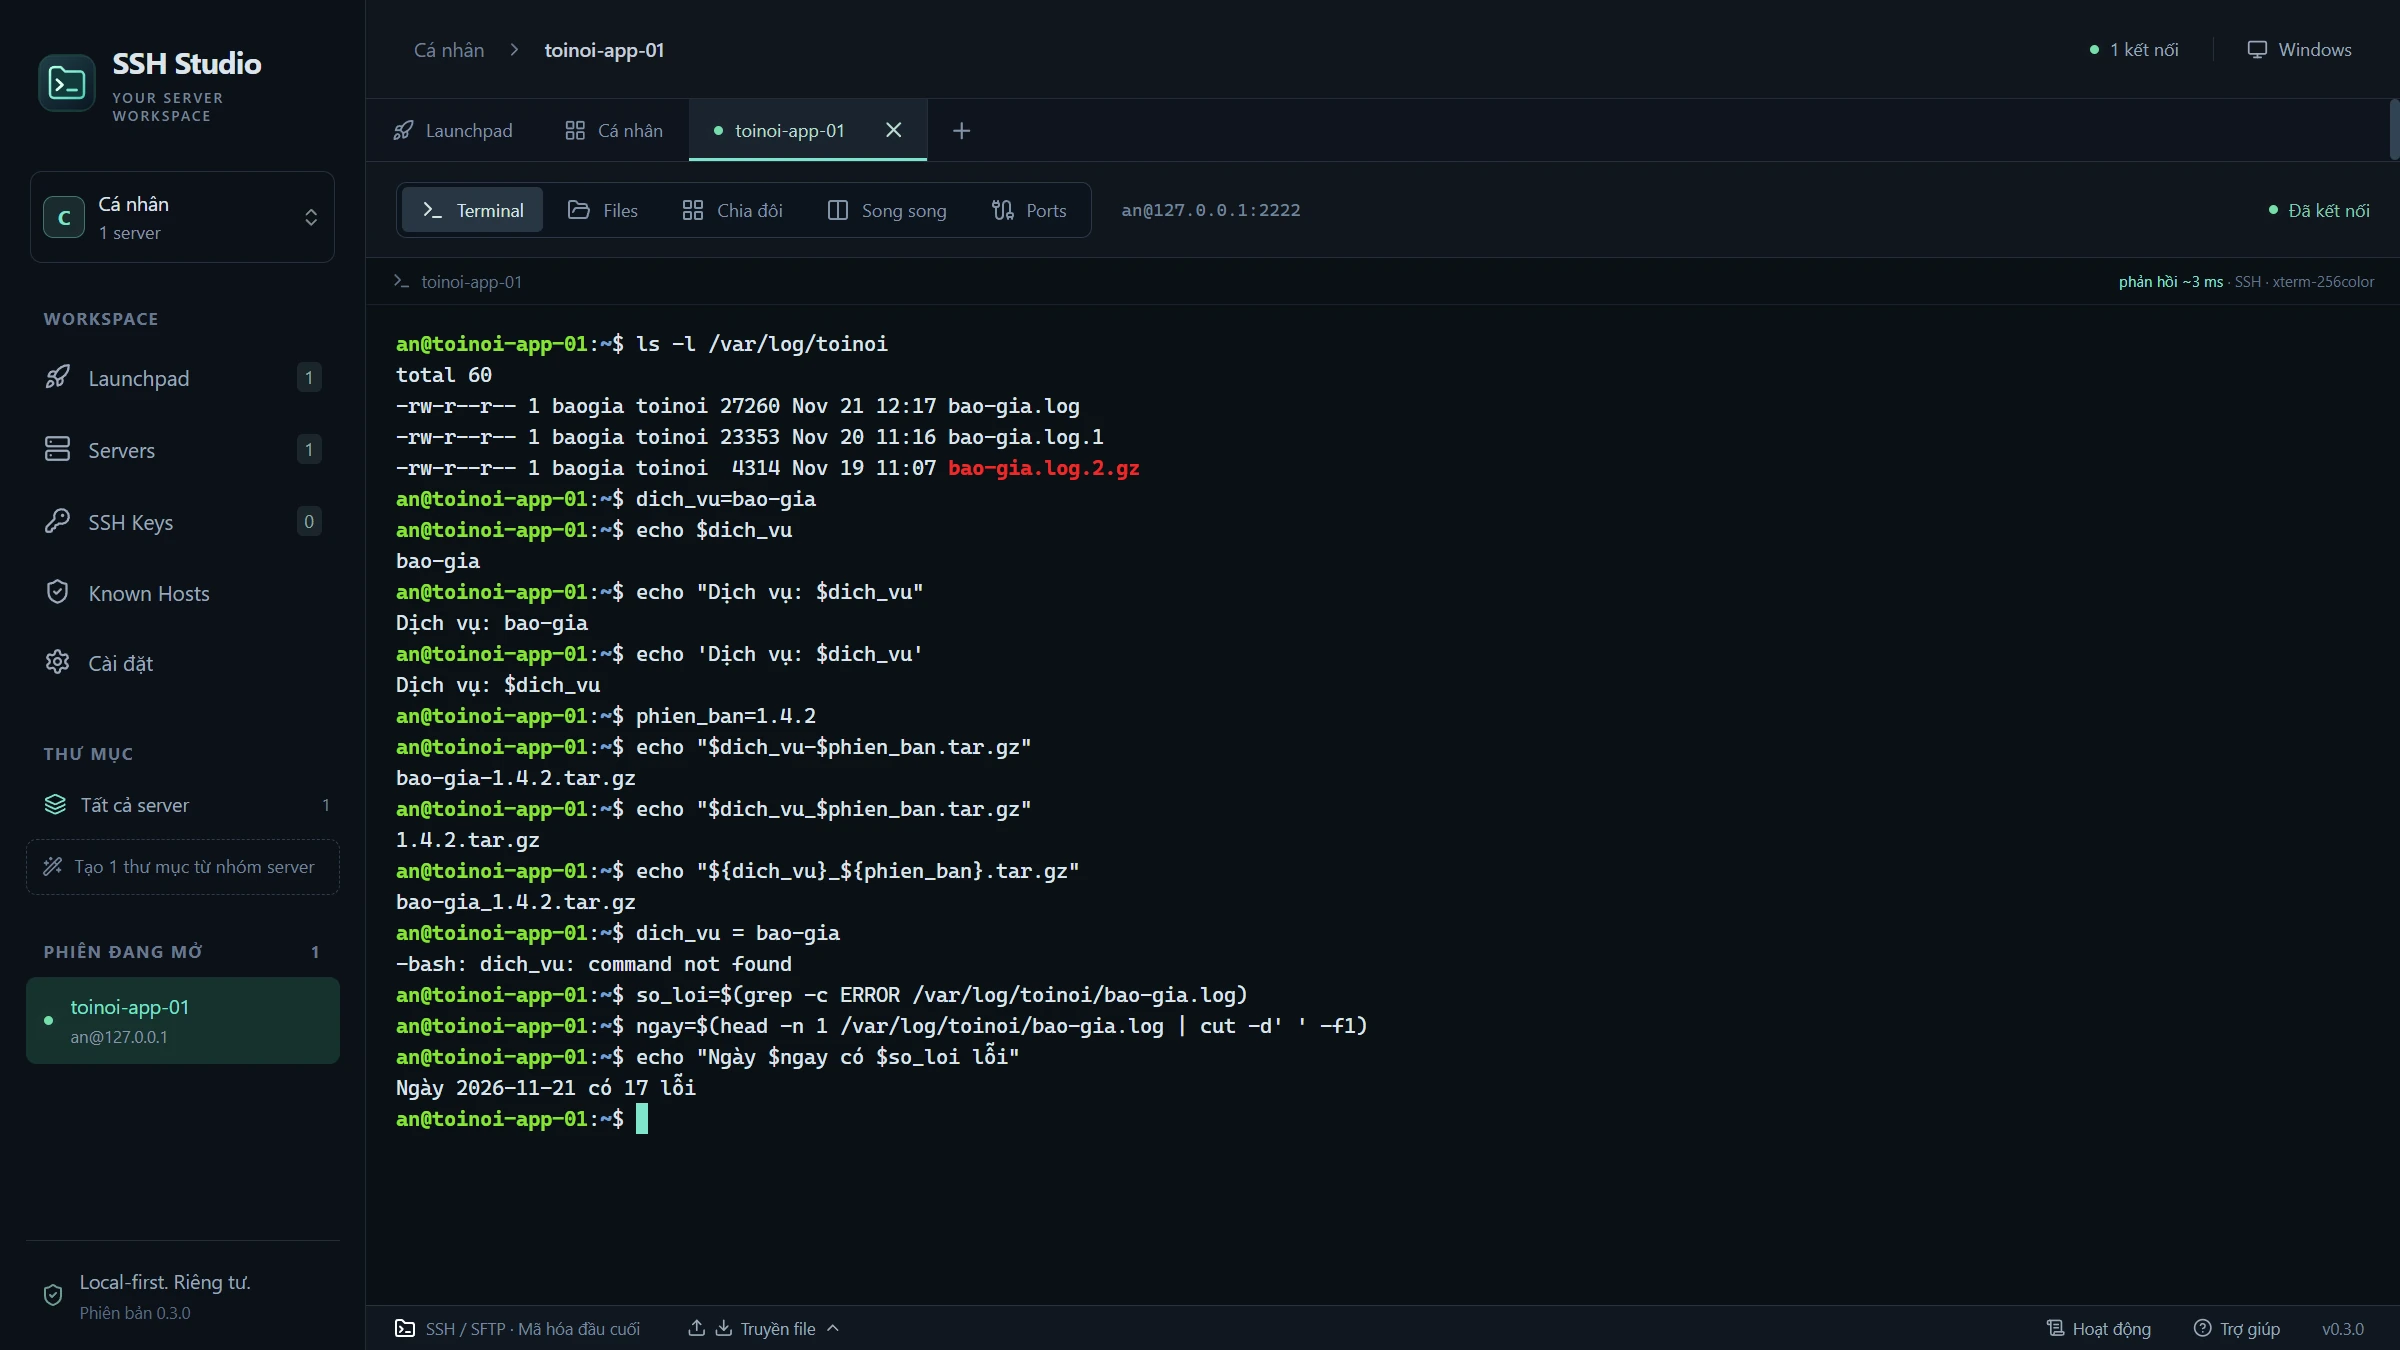 SSH Studio
YOUR SERVER
WORKSPACE
C
Cá nhân
1 server
WORKSPACE
Launchpad 1
Servers 1
SSH Keys 0
Known Hosts
Cài đặt
THƯ MỤC
Tất cả server 1
Tạo 1 thư mục từ nhóm server
PHIÊN ĐANG MỞ 1
toinoi-app-01
an@127.0.0.1
Local-first. Riêng tư.
Phiên bản 0.3.0
Cá nhân > toinoi-app-01
1 kết nối
Windows
Launchpad
Cá nhân
toinoi-app-01
Terminal
Files
Chia đôi
Song song
Ports
an@127.0.0.1:2222
Đã kết nối
toinoi-app-01
phản hồi ~3 ms · SSH · xterm-256color
an@toinoi-app-01:~$ ls -l /var/log/toinoi
total 60
-rw-r--r-- 1 baogia toinoi 27260 Nov 21 12:17 bao-gia.log
-rw-r--r-- 1 baogia toinoi 23353 Nov 20 11:16 bao-gia.log.1
-rw-r--r-- 1 baogia toinoi  4314 Nov 19 11:07 bao-gia.log.2.gz
an@toinoi-app-01:~$ dich_vu=bao-gia
an@toinoi-app-01:~$ echo $dich_vu
bao-gia
an@toinoi-app-01:~$ echo "Dịch vụ: $dich_vu"
Dịch vụ: bao-gia
an@toinoi-app-01:~$ echo 'Dịch vụ: $dich_vu'
Dịch vụ: $dich_vu
an@toinoi-app-01:~$ phien_ban=1.4.2
an@toinoi-app-01:~$ echo "$dich_vu-$phien_ban.tar.gz"
bao-gia-1.4.2.tar.gz
an@toinoi-app-01:~$ echo "$dich_vu_$phien_ban.tar.gz"
1.4.2.tar.gz
an@toinoi-app-01:~$ echo "${dich_vu}_${phien_ban}.tar.gz"
bao-gia_1.4.2.tar.gz
an@toinoi-app-01:~$ dich_vu = bao-gia
-bash: dich_vu: command not found
an@toinoi-app-01:~$ so_loi=$(grep -c ERROR /var/log/toinoi/bao-gia.log)
an@toinoi-app-01:~$ ngay=$(head -n 1 /var/log/toinoi/bao-gia.log | cut -d' ' -f1)
an@toinoi-app-01:~$ echo "Ngày $ngay có $so_loi lỗi"
Ngày 2026-11-21 có 17 lỗi
an@toinoi-app-01:~$
SSH / SFTP · Mã hóa đầu cuối
Truyền file
Hoạt động
Trợ giúp
v0.3.0